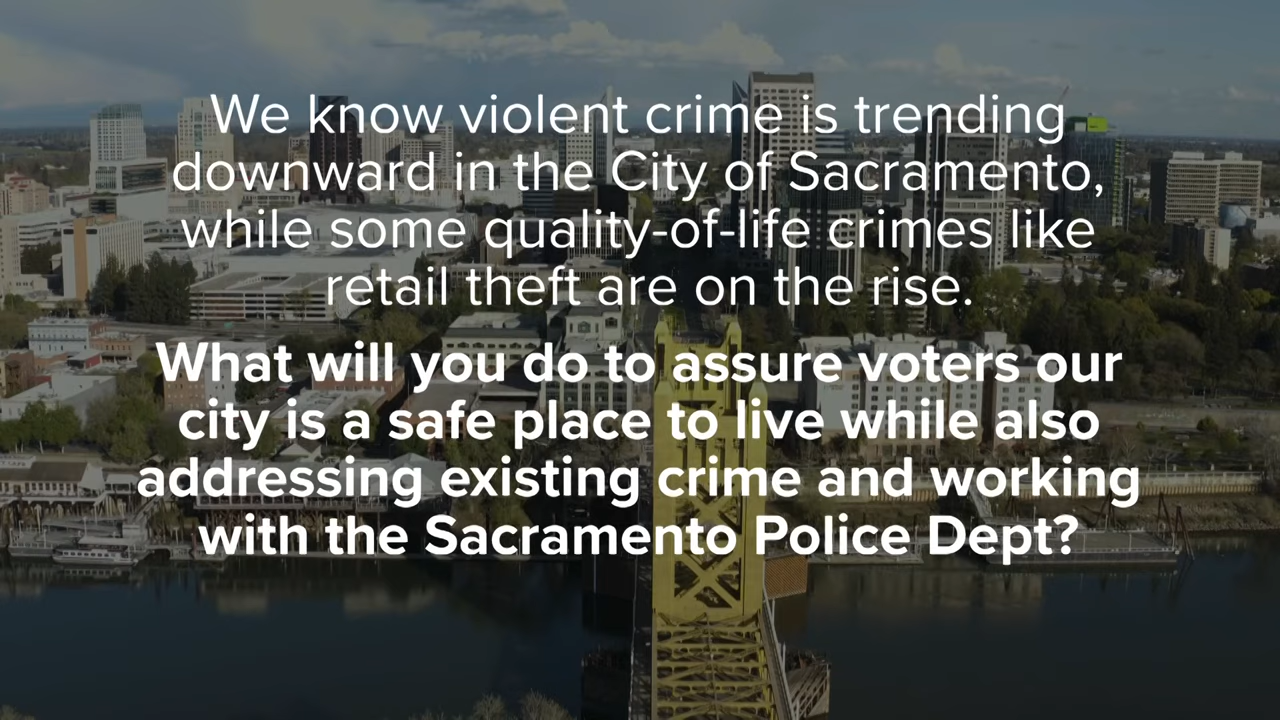 We know violent crime is trending
downward in the City of Sacramento,
while some quality-of-life crimes like
retail theft are on the rise.
What will you do to assure voters our
city is a safe place to live while also
addressing existing crime and working
with the Sacramento Police Dept?